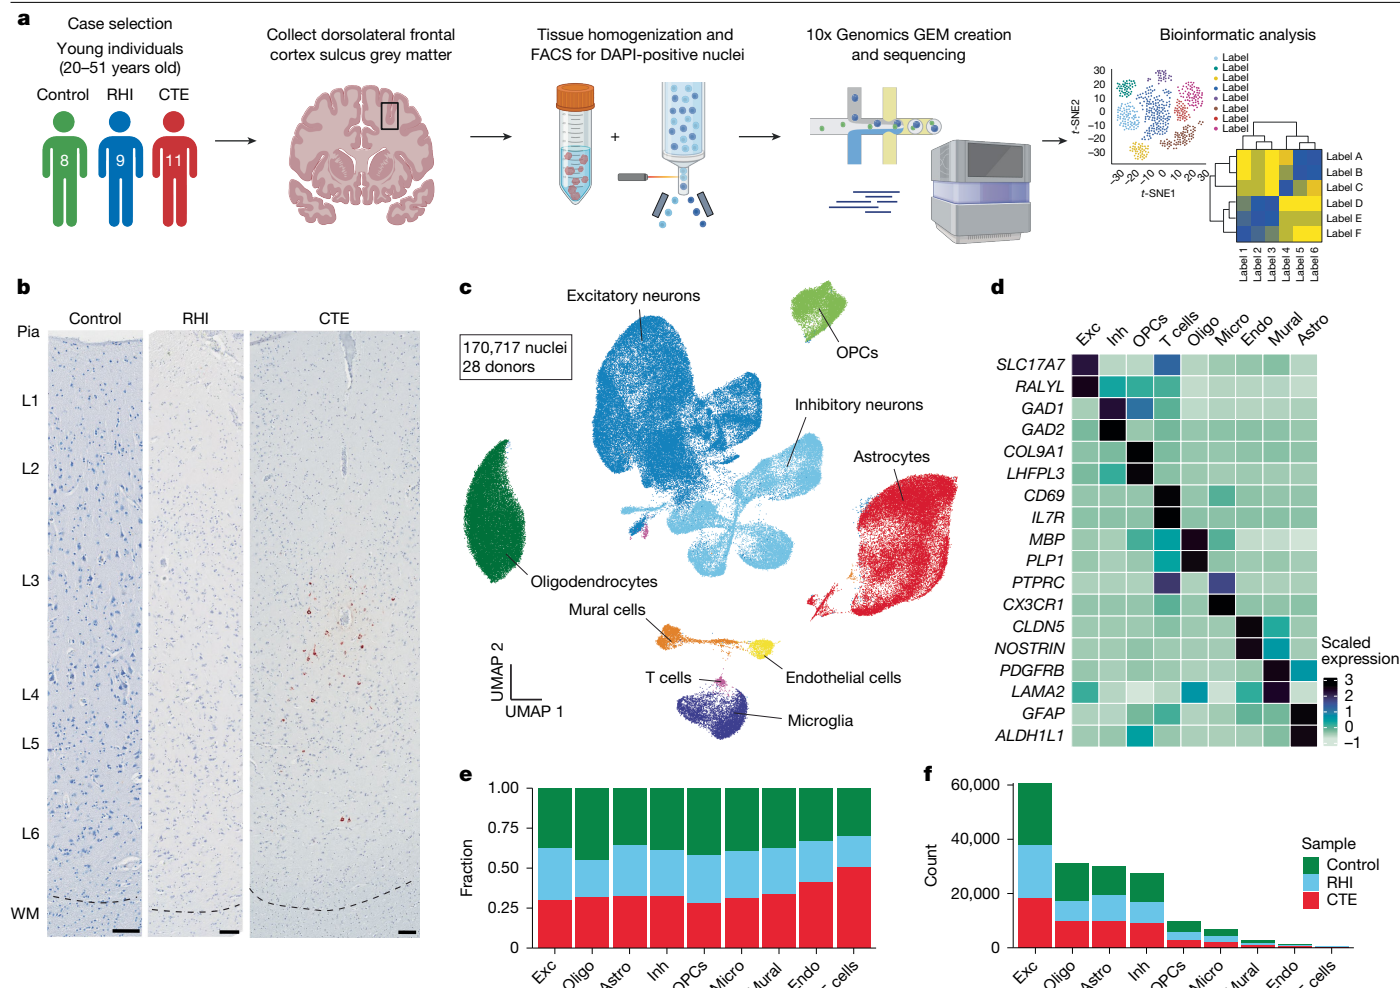 a
Case selection
Young individuals
(20–51 years old)
Control RHI CTE
8 9 11
Collect dorsolateral frontal
cortex sulcus grey matter
Tissue homogenization and
FACS for DAPI-positive nuclei
+
10x Genomics GEM creation
and sequencing
Bioinformatic analysis
t-SNE2
30
20
10
0
−10
−20
−30
−30 −20 −10 0 10 20 30
t-SNE1
Label
Label
Label
Label
Label
Label
Label
Label A
Label B
Label C
Label D
Label E
Label F
Label 1
Label 2
Label 3
Label 4
Label 5
Label 6
b
Control RHI CTE
Pia
L1
L2
L3
L4
L5
L6
WM
c
170,717 nuclei
28 donors
Excitatory neurons
OPCs
Inhibitory neurons
Astrocytes
Oligodendrocytes
Mural cells
Endothelial cells
T cells
Microglia
UMAP 2
UMAP 1
d
Exc Inh OPCs T cells Oligo Micro Endo Mural Astro
SLC17A7
RALYL
GAD1
GAD2
COL9A1
LHFPL3
CD69
IL7R
MBP
PLP1
PTPRC
CX3CR1
CLDN5
NOSTRIN
PDGFRB
LAMA2
GFAP
ALDH1L1
Scaled
expression
3
2
1
0
−1
e
Fraction
1.00
0.75
0.50
0.25
0
Exc Oligo Astro Inh OPCs Micro Mural Endo cells
f
Count
60,000
40,000
20,000
0
Exc Oligo Astro Inh OPCs Micro Mural Endo cells
Sample
Control
RHI
CTE